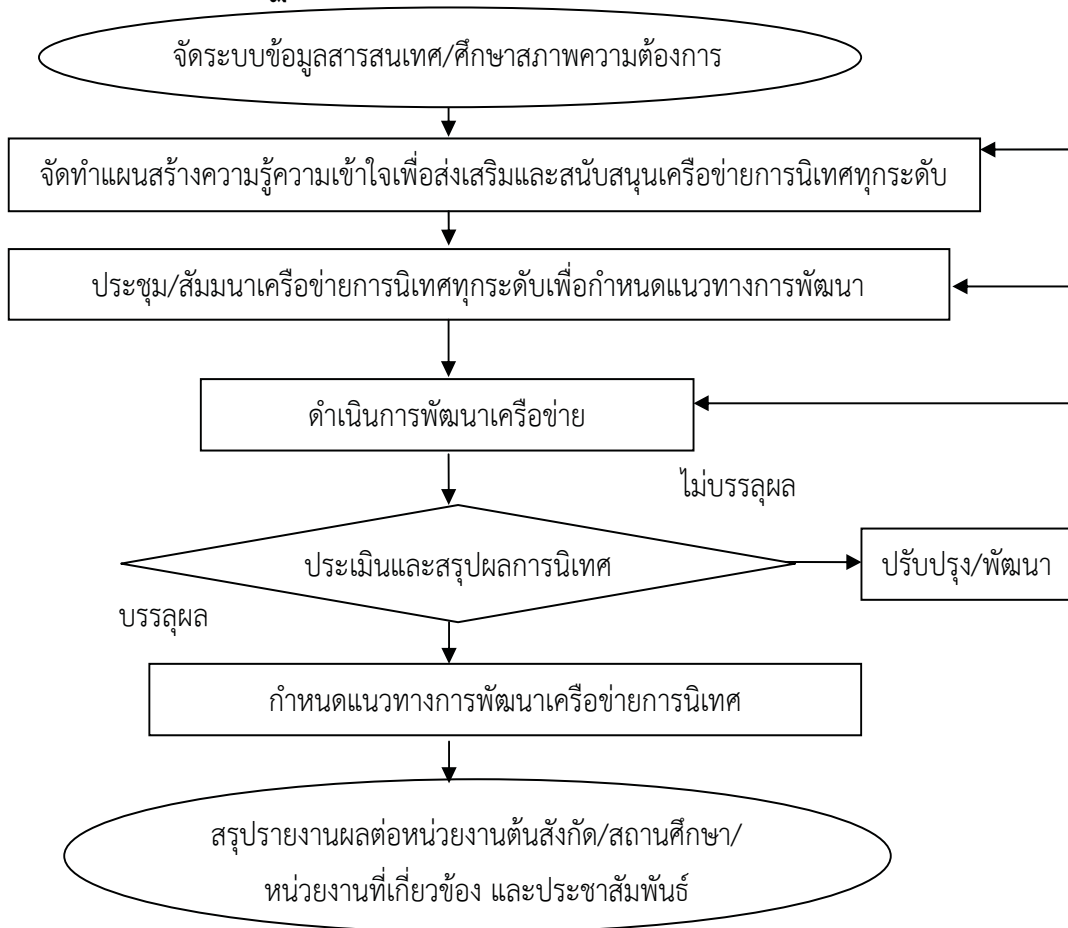 จัดระบบข้อมูลสารสนเทศ/ศึกษาสภาพความต้องการ
จัดทำแผนสร้างความรู้ความเข้าใจเพื่อส่งเสริมและสนับสนุนเครือข่ายการนิเทศทุกระดับ
ประชุม/สัมมนาเครือข่ายการนิเทศทุกระดับเพื่อกำหนดแนวทางการพัฒนา
ดำเนินการพัฒนาเครือข่าย
ไม่บรรลุผล
ประเมินและสรุปผลการนิเทศ
ปรับปรุง/พัฒนา
บรรลุผล
กำหนดแนวทางการพัฒนาเครือข่ายการนิเทศ
สรุปรายงานผลต่อหน่วยงานต้นสังกัด/สถานศึกษา/
หน่วยงานที่เกี่ยวข้อง และประชาสัมพันธ์